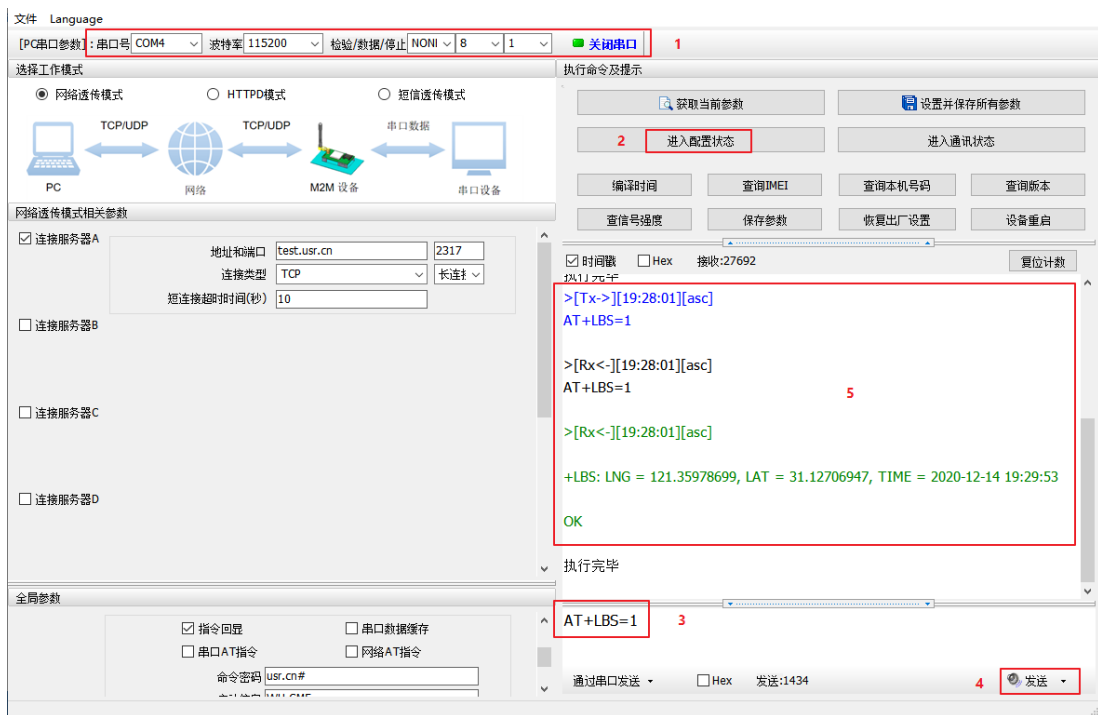 文件 Language
[PC串口参数]:串口号 COM4 波特率 115200 检验/数据/停止 NONI 8 1 关闭串口 1
选择工作模式
网络透传模式 HTTPD模式 短信透传模式
TCP/UDP TCP/UDP 串口数据
PC 网络 M2M 设备 串口设备
网络透传模式相关参数
连接服务器A
地址和端口 test.usr.cn 2317
连接类型 TCP 长连接
短连接超时时间(秒) 10
连接服务器B
连接服务器C
连接服务器D
全局参数
指令回显 串口数据缓存
串口AT指令 网络AT指令
命令密码 usr.cn#
执行命令及提示
获取当前参数 设置并保存所有参数
2 进入配置状态 进入通讯状态
编译时间 查询IMEI 查询本机号码 查询版本
查信号强度 保存参数 恢复出厂设置 设备重启
时间戳 Hex 接收:27692 复位计数
执行完毕
>[Tx->][19:28:01][asc]
AT+LBS=1
>[Rx<-][19:28:01][asc]
AT+LBS=1
5
>[Rx<-][19:28:01][asc]
+LBS: LNG = 121.35978699, LAT = 31.12706947, TIME = 2020-12-14 19:29:53
OK
执行完毕
AT+LBS=1 3
通过串口发送 Hex 发送:1434 4 发送